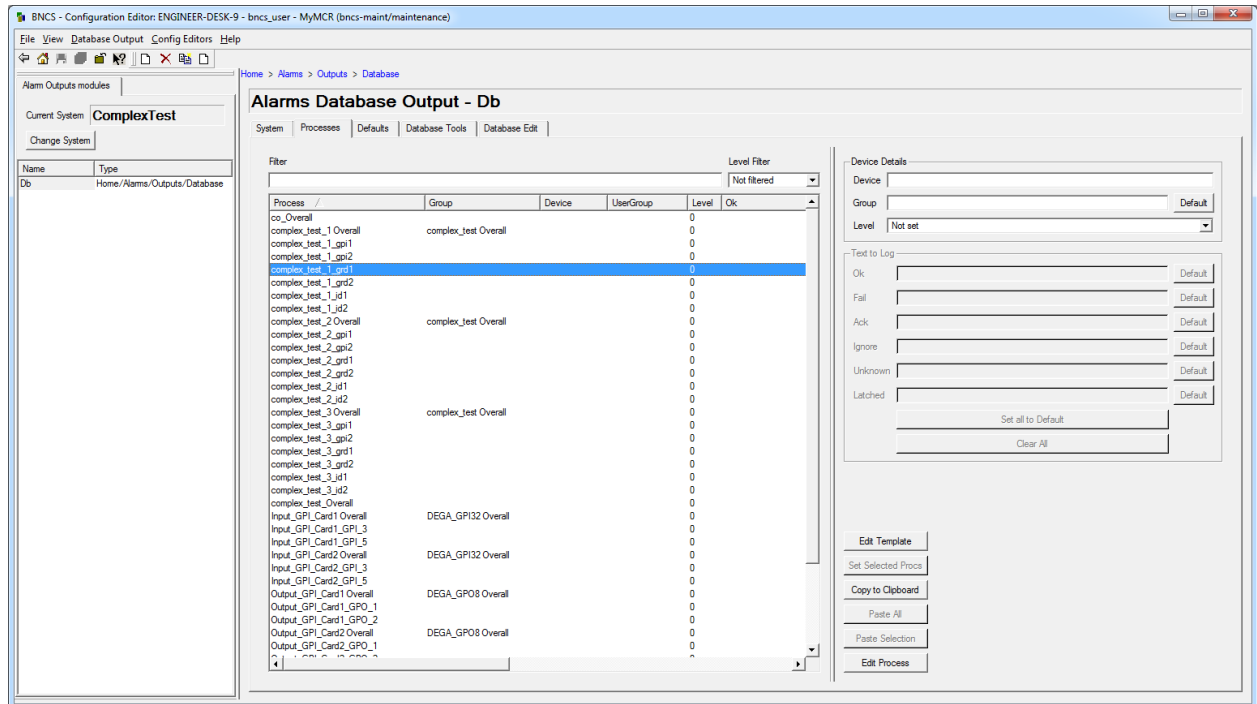 BNCS - Configuration Editor: ENGINEER-DESK-9 - bncs_user - MyMCR (bncs-maint/maintenance)
File View Database Output Config Editors Help
Home > Alarms > Outputs > Database
Alarm Outputs modules
Current System ComplexTest
Change System
Name Type
Db Home/Alarms/Outputs/Database
Alarms Database Output - Db
System Processes Defaults Database Tools Database Edit
Filter Level Filter
Not filtered
Process Group Device UserGroup Level Ok
co_Overall 0
complex_test_1 Overall complex_test Overall 0
complex_test_1_gpi1 0
complex_test_1_gpi2 0
complex_test_1_grd1 0
complex_test_1_grd2 0
complex_test_1_id1 0
complex_test_1_id2 0
complex_test_2 Overall complex_test Overall 0
complex_test_2_gpi1 0
complex_test_2_gpi2 0
complex_test_2_grd1 0
complex_test_2_grd2 0
complex_test_2_id1 0
complex_test_2_id2 0
complex_test_3 Overall complex_test Overall 0
complex_test_3_gpi1 0
complex_test_3_gpi2 0
complex_test_3_grd1 0
complex_test_3_grd2 0
complex_test_3_id1 0
complex_test_3_id2 0
complex_test_Overall 0
Input_GPI_Card1 Overall DEGA_GPI32 Overall 0
Input_GPI_Card1_GPI_3 0
Input_GPI_Card1_GPI_5 0
Input_GPI_Card2 Overall DEGA_GPI32 Overall 0
Input_GPI_Card2_GPI_3 0
Input_GPI_Card2_GPI_5 0
Output_GPI_Card1 Overall DEGA_GPO8 Overall 0
Output_GPI_Card1_GPO_1 0
Output_GPI_Card1_GPO_2 0
Output_GPI_Card2 Overall DEGA_GPO8 Overall 0
Output_GPI_Card2_GPO_1 0
Device Details
Device
Group Default
Level Not set
Text to Log
Ok Default
Fail Default
Ack Default
Ignore Default
Unknown Default
Latched Default
Set all to Default
Clear All
Edit Template
Set Selected Procs
Copy to Clipboard
Paste All
Paste Selection
Edit Process